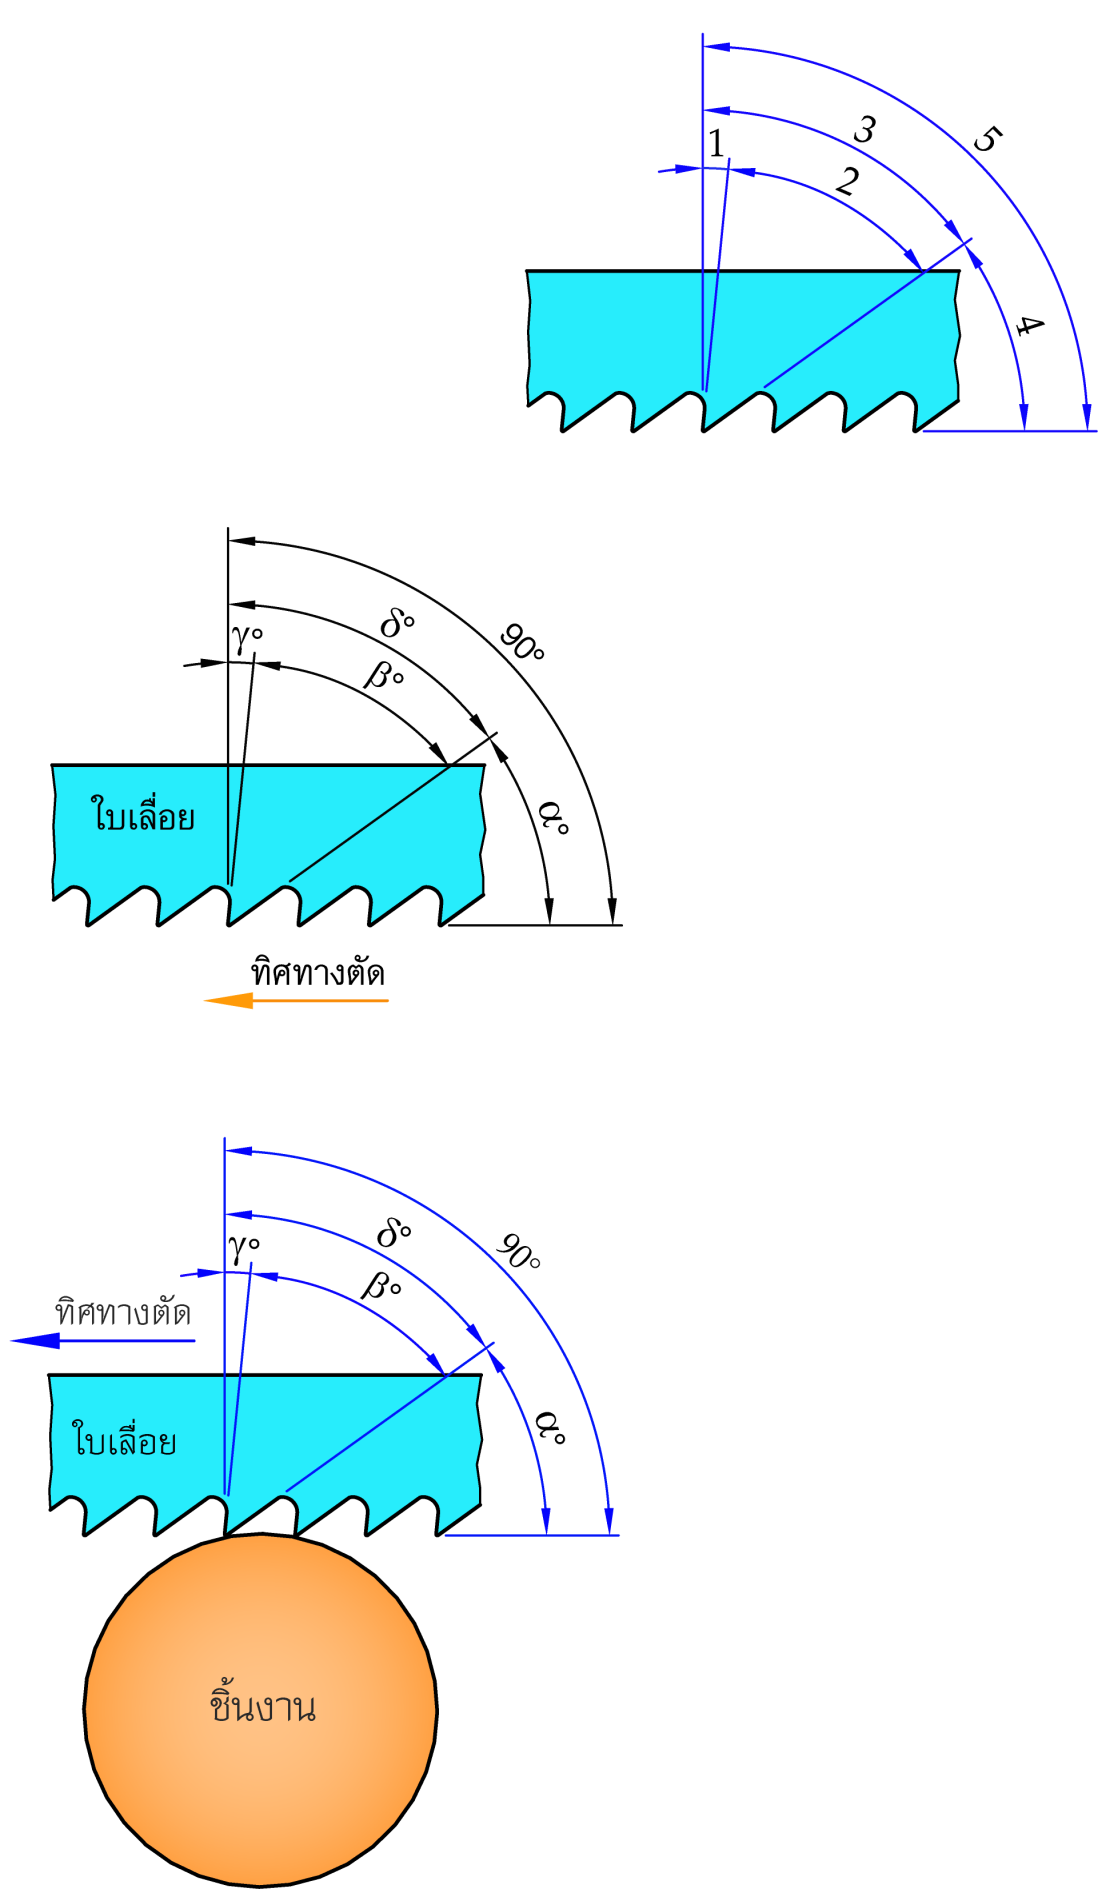 5
3
1
2
4
δ°
90°
γ°
β°
ใบเลื่อย
α°
ทิศทางตัด
δ°
90°
γ°
β°
ทิศทางตัด
α°
ใบเลื่อย
ชิ้นงาน